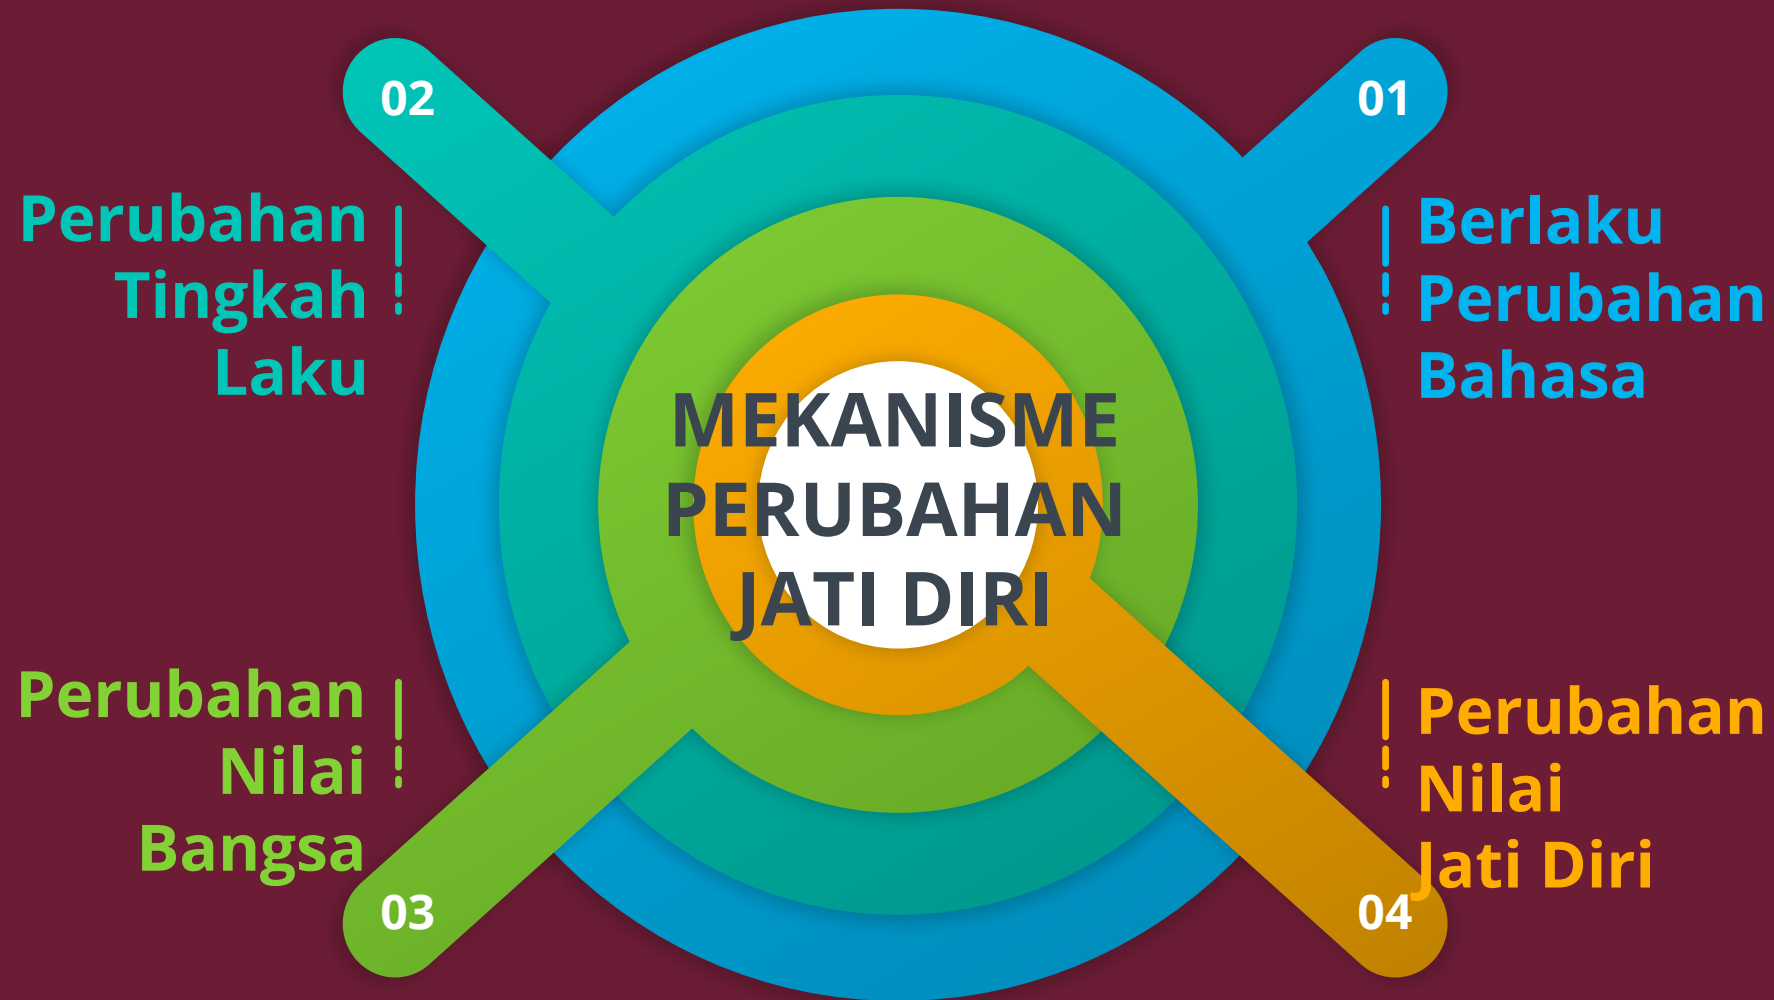 MEKANISME
PERUBAHAN
JATI DIRI
01
Berlaku
Perubahan
Bahasa
02
Perubahan
Tingkah
Laku
03
Perubahan
Nilai
Bangsa
04
Perubahan
Nilai
Jati Diri